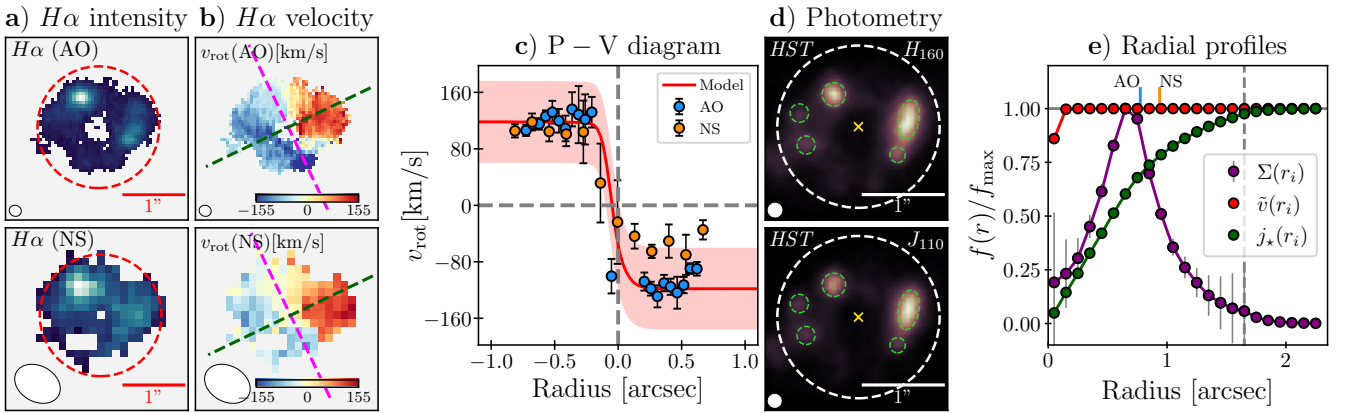 a) Hα intensity
b) Hα velocity
c) P − V diagram
d) Photometry
e) Radial profiles
Hα (AO)
1”
v_rot(AO)[km/s]
−155 0 155
Hα (NS)
1”
v_rot(NS)[km/s]
−155 0 155
160
80
0
−80
−160
v_rot[km/s]
Model
AO
NS
−1.0 −0.5 0.0 0.5 1.0
Radius [arcsec]
HST H_160
1”
HST J_110
1”
AO NS
1.00
0.75
0.50
0.25
0.00
f(r)/f_max
Σ(r_i)
ṽ(r_i)
j_⋆(r_i)
0 1 2
Radius [arcsec]